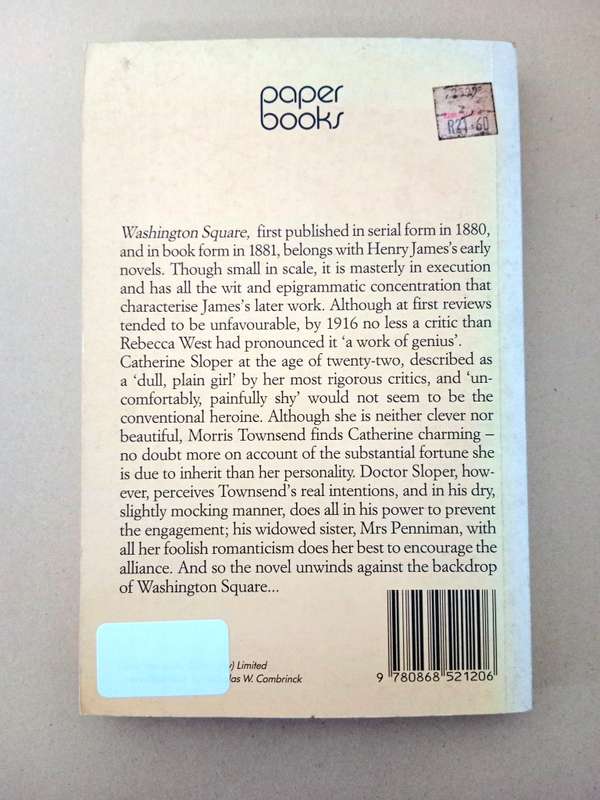 paper
books
R21.60
Washington Square, first published in serial form in 1880,
and in book form in 1881, belongs with Henry James's early
novels. Though small in scale, it is masterly in execution
and has all the wit and epigrammatic concentration that
characterise James's later work. Although at first reviews
tended to be unfavourable, by 1916 no less a critic than
Rebecca West had pronounced it 'a work of genius'.
Catherine Sloper at the age of twenty-two, described as
a 'dull, plain girl' by her most rigorous critics, and 'un-
comfortably, painfully shy' would not seem to be the
conventional heroine. Although she is neither clever nor
beautiful, Morris Townsend finds Catherine charming –
no doubt more on account of the substantial fortune she
is due to inherit than her personality. Doctor Sloper, how-
ever, perceives Townsend's real intentions, and in his dry,
slightly mocking manner, does all in his power to prevent
the engagement; his widowed sister, Mrs Penniman, with
all her foolish romanticism does her best to encourage the
alliance. And so the novel unwinds against the backdrop
of Washington Square...
) Limited
las W. Combrinck
9 780868 521206